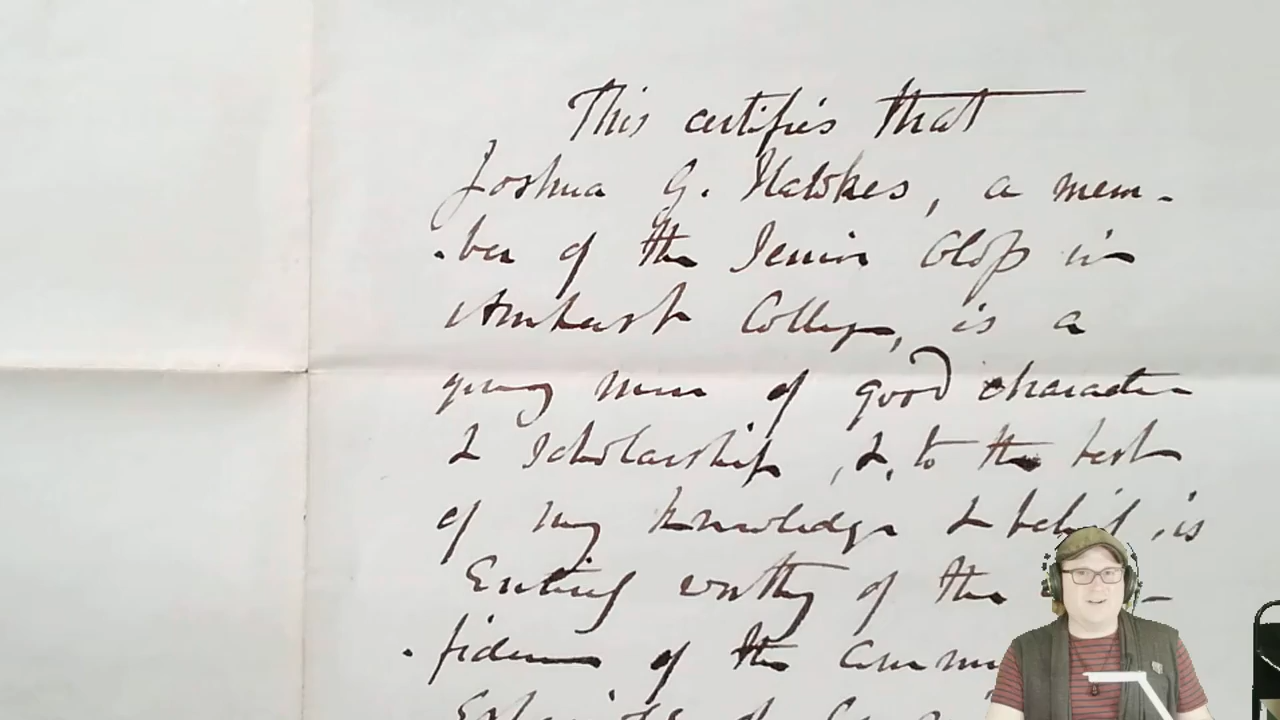 This certifies that
Joshua G. Hawkes, a mem-
-ber of the Senior Class in
Amherst College, is a
young man of good character
& scholarship, &, to the best
of my knowledge & belief, is
Entirely worthy of the
-fidence of the
of